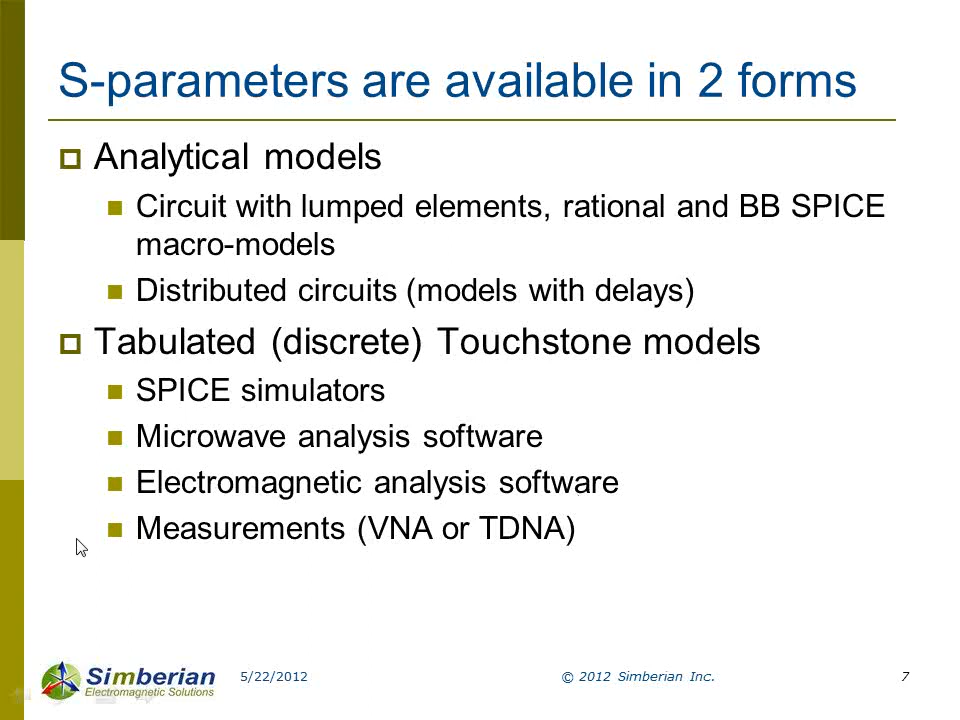 S-parameters are available in 2 forms
Analytical models
Circuit with lumped elements, rational and BB SPICE
macro-models
Distributed circuits (models with delays)
Tabulated (discrete) Touchstone models
SPICE simulators
Microwave analysis software
Electromagnetic analysis software
Measurements (VNA or TDNA)
Simberian
Electromagnetic Solutions
5/22/2012
© 2012 Simberian Inc.
7